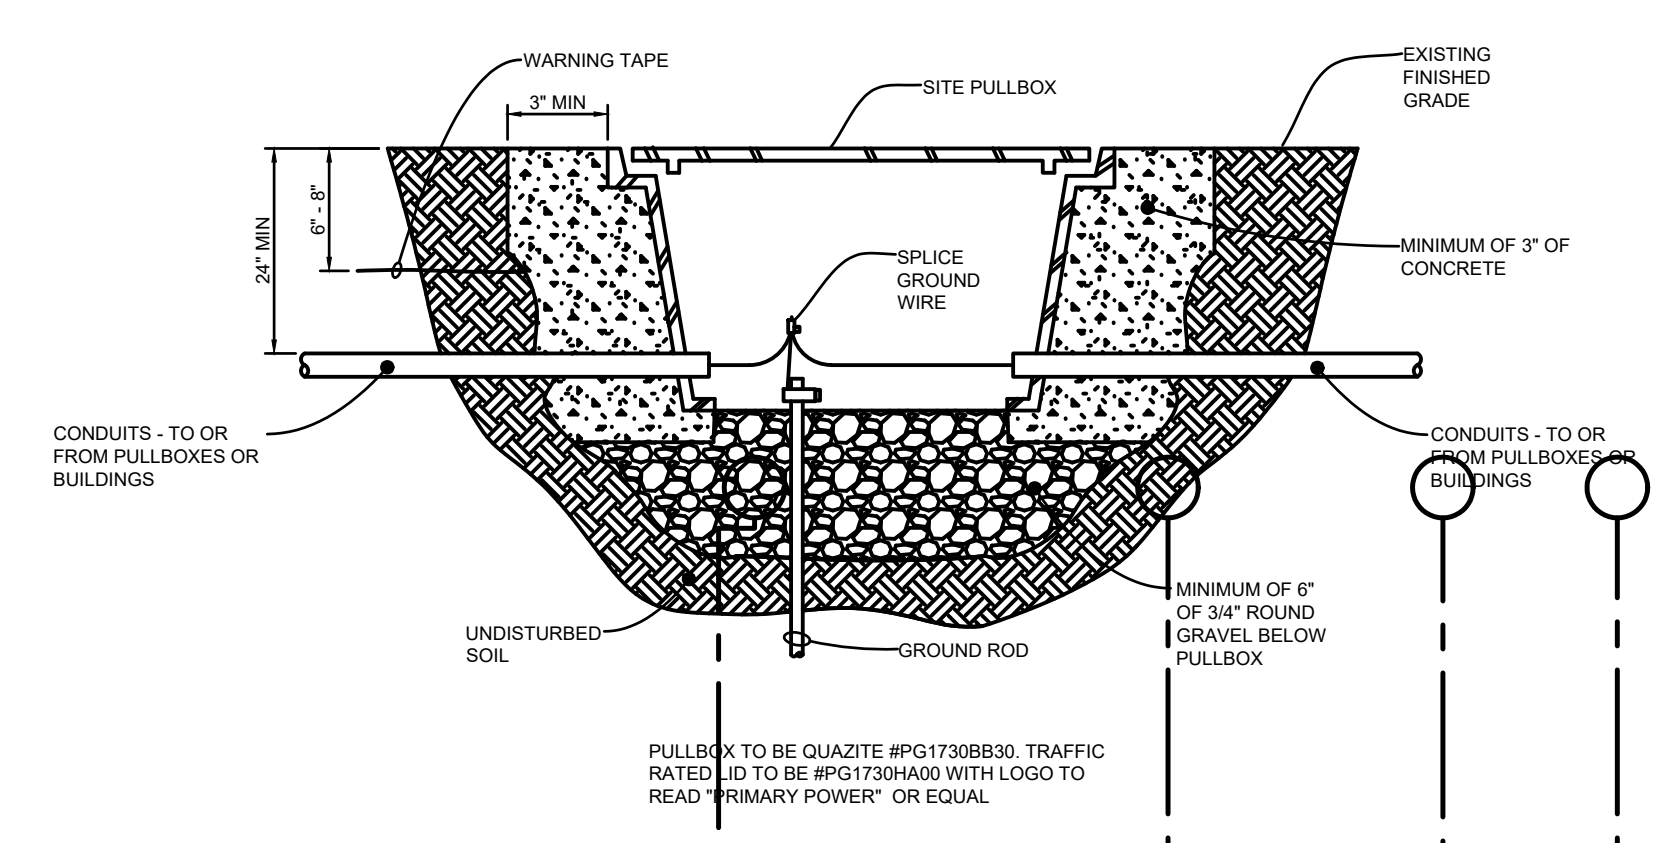 WARNING TAPE
3" MIN
SITE PULLBOX
EXISTING
FINISHED
GRADE
24" MIN
6" - 8"
SPLICE
GROUND
WIRE
MINIMUM OF 3" OF
CONCRETE
CONDUITS - TO OR
FROM PULLBOXES OR
BUILDINGS
CONDUITS - TO OR
FROM PULLBOXES OR
BUILDINGS
UNDISTURBED
SOIL
GROUND ROD
MINIMUM OF 6"
OF 3/4" ROUND
GRAVEL BELOW
PULLBOX
PULLBOX TO BE QUAZITE #PG1730BB30. TRAFFIC
RATED LID TO BE #PG1730HA00 WITH LOGO TO
READ "PRIMARY POWER" OR EQUAL